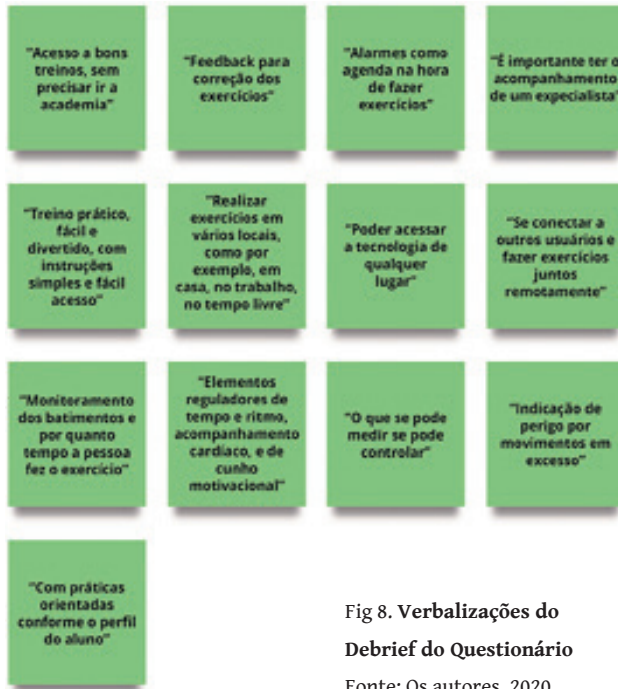 "Acesso a bons
treinos, sem
precisar ir a
academia"
"Feedback para
correção dos
exercícios"
"Alarmes como
agenda na hora
de fazer
exercícios"
"É importante ter o
acompanhamento
de um expecialista"
"Treino prático,
fácil e
divertido, com
instruções
simples e fácil
acesso"
"Realizar
exercícios em
vários locais,
como por
exemplo, em
casa, no trabalho,
no tempo livre"
"Poder acessar
a tecnologia de
qualquer
lugar"
"Se conectar a
outros usuários e
fazer exercícios
juntos
remotamente"
"Monitoramento
dos batimentos e
por quanto
tempo a pessoa
fez o exercício"
"Elementos
reguladores de
tempo e ritmo,
acompanhamento
cardíaco, e de
cunho
motivacional"
"O que se pode
medir se pode
controlar"
"Indicação de
perigo por
movimentos em
excesso"
"Com práticas
orientadas
conforme o perfil
do aluno"
Fig 8. Verbalizações do
Debrief do Questionário
Fonte: Os autores, 2020